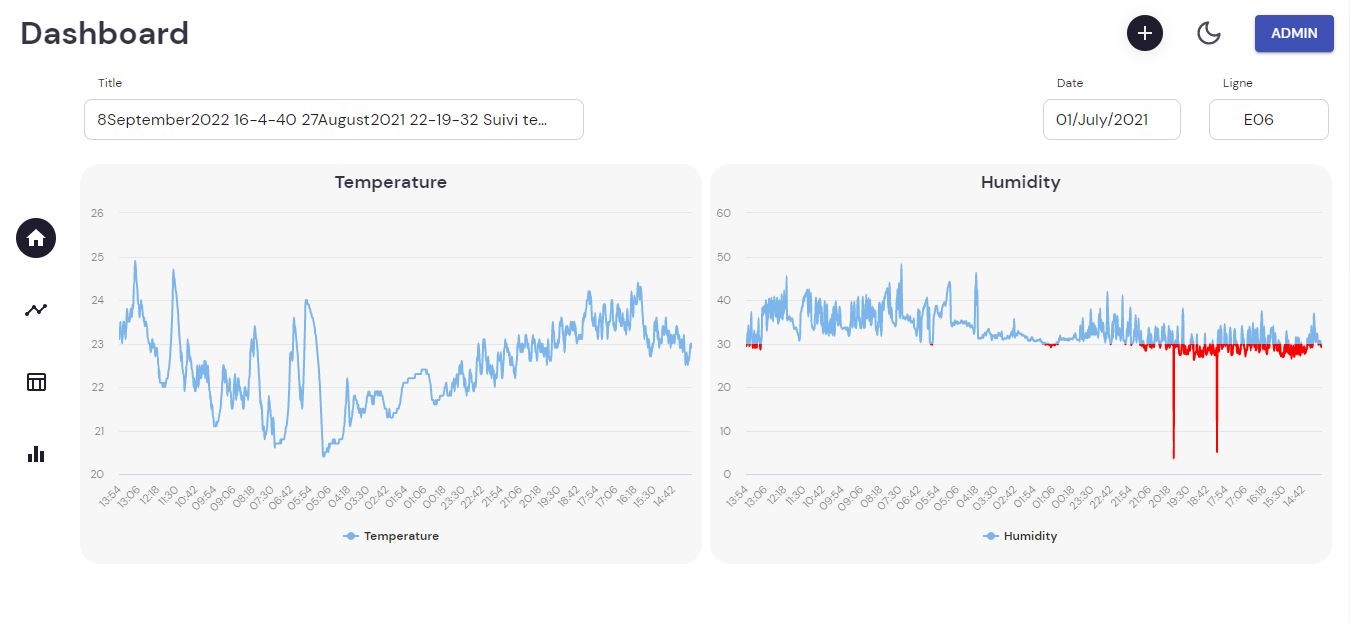 Dashboard
ADMIN
Title
Date
Ligne
8September2022 16-4-40 27August2021 22-19-32 Suivi te...
01/July/2021
E06
Temperature
26
25
24
23
22
21
20
13:54 13:06 12:18 11:30 10:42 09:54 09:06 08:18 07:30 06:42 05:54 05:06 04:18 03:30 02:42 01:54 01:06 00:18 23:30 22:42 21:54 21:06 20:18 19:30 18:42 17:54 17:06 16:18 15:30 14:42
Temperature
Humidity
60
50
40
30
20
10
0
13:54 13:06 12:18 11:30 10:42 09:54 09:06 08:18 07:30 06:42 05:54 05:06 04:18 03:30 02:42 01:54 01:06 00:18 23:30 22:42 21:54 21:06 20:18 19:30 18:42 17:54 17:06 16:18 15:30 14:42
Humidity